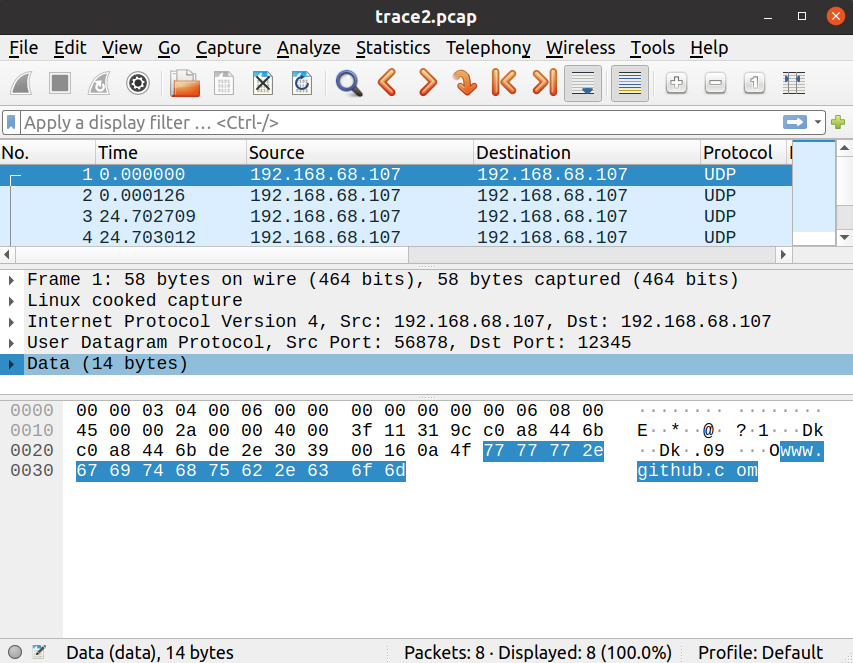 trace2.pcap
File Edit View Go Capture Analyze Statistics Telephony Wireless Tools Help
Apply a display filter … <Ctrl-/>
No. Time Source Destination Protocol
1 0.000000 192.168.68.107 192.168.68.107 UDP
2 0.000126 192.168.68.107 192.168.68.107 UDP
3 24.702709 192.168.68.107 192.168.68.107 UDP
4 24.703012 192.168.68.107 192.168.68.107 UDP
Frame 1: 58 bytes on wire (464 bits), 58 bytes captured (464 bits)
Linux cooked capture
Internet Protocol Version 4, Src: 192.168.68.107, Dst: 192.168.68.107
User Datagram Protocol, Src Port: 56878, Dst Port: 12345
Data (14 bytes)
0000 00 00 03 04 00 06 00 00 00 00 00 00 00 06 08 00 ········ ········
0010 45 00 00 2a 00 00 40 00 3f 11 31 9c c0 a8 44 6b E··*··@· ?·1···Dk
0020 c0 a8 44 6b de 2e 30 39 00 16 0a 4f 77 77 77 2e ··Dk·.09 ···Owww.
0030 67 69 74 68 75 62 2e 63 6f 6d github.c om
Data (data), 14 bytes Packets: 8 · Displayed: 8 (100.0%) Profile: Default